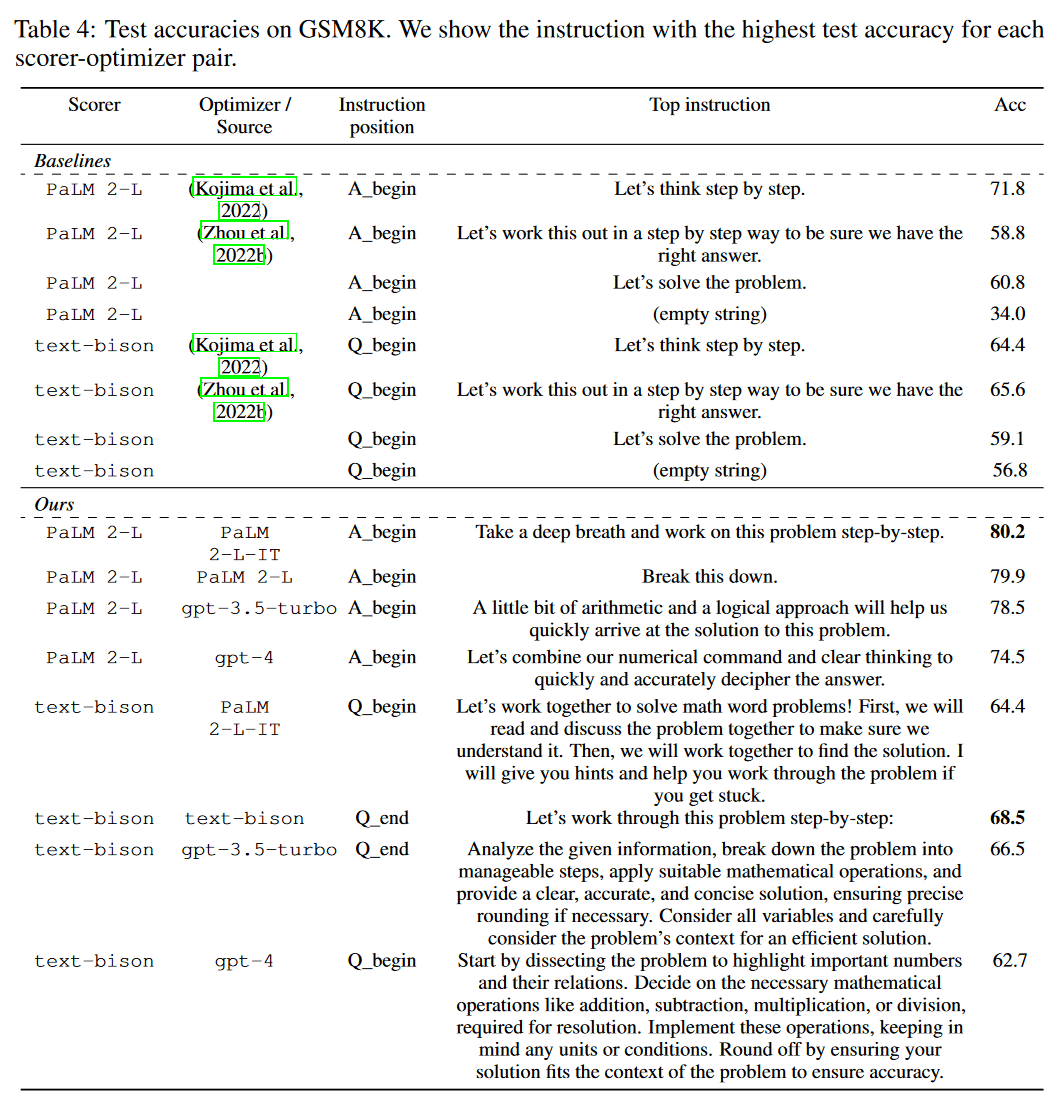 Table 4: Test accuracies on GSM8K. We show the instruction with the highest test accuracy for each
scorer-optimizer pair.
Scorer Optimizer / Instruction Top instruction Acc
Source position
Baselines
PaLM 2-L (Kojima et al., A_begin Let's think step by step. 71.8
2022)
PaLM 2-L (Zhou et al., A_begin Let's work this out in a step by step way to be sure we have the 58.8
2022b) right answer.
PaLM 2-L A_begin Let's solve the problem. 60.8
PaLM 2-L A_begin (empty string) 34.0
text-bison (Kojima et al., Q_begin Let's think step by step. 64.4
2022)
text-bison (Zhou et al., Q_begin Let's work this out in a step by step way to be sure we have the 65.6
2022b) right answer.
text-bison Q_begin Let's solve the problem. 59.1
text-bison Q_begin (empty string) 56.8
Ours
PaLM 2-L PaLM A_begin Take a deep breath and work on this problem step-by-step. 80.2
2-L-IT
PaLM 2-L PaLM 2-L A_begin Break this down. 79.9
PaLM 2-L gpt-3.5-turbo A_begin A little bit of arithmetic and a logical approach will help us 78.5
quickly arrive at the solution to this problem.
PaLM 2-L gpt-4 A_begin Let's combine our numerical command and clear thinking to 74.5
quickly and accurately decipher the answer.
text-bison PaLM Q_begin Let's work together to solve math word problems! First, we will 64.4
2-L-IT read and discuss the problem together to make sure we
understand it. Then, we will work together to find the solution. I
will give you hints and help you work through the problem if
you get stuck.
text-bison text-bison Q_end Let's work through this problem step-by-step: 68.5
text-bison gpt-3.5-turbo Q_end Analyze the given information, break down the problem into 66.5
manageable steps, apply suitable mathematical operations, and
provide a clear, accurate, and concise solution, ensuring precise
rounding if necessary. Consider all variables and carefully
consider the problem's context for an efficient solution.
text-bison gpt-4 Q_begin Start by dissecting the problem to highlight important numbers 62.7
and their relations. Decide on the necessary mathematical
operations like addition, subtraction, multiplication, or division,
required for resolution. Implement these operations, keeping in
mind any units or conditions. Round off by ensuring your
solution fits the context of the problem to ensure accuracy.